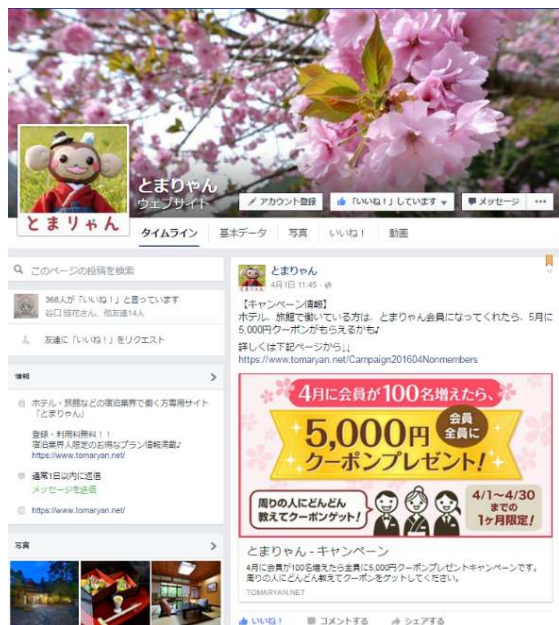 とまりゃん
とまりゃん
ウェブサイト
アカウント登録
「いいね！」しています
メッセージ
タイムライン
基本データ
写真
いいね！
動画
このページの投稿を検索
368人が「いいね！」と言っています
谷口 結花さん、他友達14人
友達に「いいね！」をリクエスト
情報
ホテル・旅館などの宿泊業界で働く方専用サイト
「とまりゃん」
登録・利用料無料！！
宿泊業界人限定のお得なプラン情報満載♪
https://www.tomaryan.net/
通常1日以内に返信
メッセージを送信
https://www.tomaryan.net/
写真
とまりゃん
4月1日 11:45
【キャンペーン情報】
ホテル、旅館で働いている方は、とまりゃん会員になってくれたら、5月に
5,000円クーポンがもらえるかも♪
詳しくは下記ページから↓↓
https://www.tomaryan.net/Campaign201604Nonmembers
4月に会員が100名増えたら、
5,000円
会員
全員に
クーポンプレゼント！
周りの人にどんどん
教えてクーポンゲット！
4/1～4/30
までの
1ヶ月限定！
とまりゃん - キャンペーン
4月に会員が100名増えたら全員に5,000円クーポンプレゼントキャンペーンです。
周りの人にどんどん教えてクーポンをゲットしてください。
TOMARYAN.NET
いいね！
コメントする
シェアする